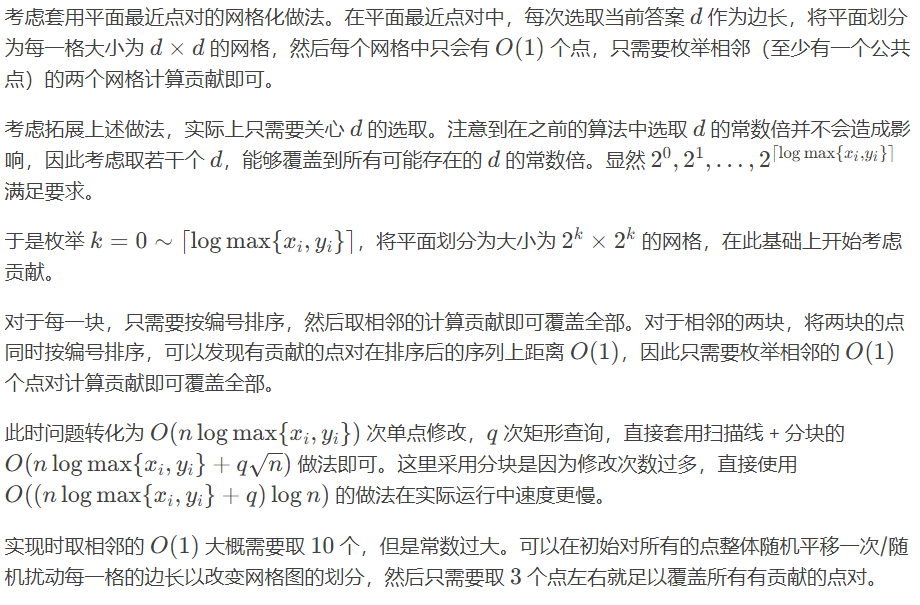 考虑套用平面最近点对的网格化做法。在平面最近点对中，每次选取当前答案 d 作为边长，将平面划分
为每一格大小为 d × d 的网格，然后每个网格中只会有 O(1) 个点，只需要枚举相邻（至少有一个公共
点）的两个网格计算贡献即可。
考虑拓展上述做法，实际上只需要关心 d 的选取。注意到在之前的算法中选取 d 的常数倍并不会造成影
响，因此考虑取若干个 d，能够覆盖到所有可能存在的 d 的常数倍。显然 2^0, 2^1, …, 2^{⌈log max{x_i,y_i}⌉}
满足要求。
于是枚举 k = 0 ∼ ⌈log max{x_i, y_i}⌉，将平面划分为大小为 2^k × 2^k 的网格，在此基础上开始考虑
贡献。
对于每一块，只需要按编号排序，然后取相邻的计算贡献即可覆盖全部。对于相邻的两块，将两块的点
同时按编号排序，可以发现有贡献的点对在排序后的序列上距离 O(1)，因此只需要枚举相邻的 O(1)
个点对计算贡献即可覆盖全部。
此时问题转化为 O(n log max{x_i, y_i}) 次单点修改，q 次矩形查询，直接套用扫描线 + 分块的
O(n log max{x_i, y_i} + q√n) 做法即可。这里采用分块是因为修改次数过多，直接使用
O((n log max{x_i, y_i} + q) log n) 的做法在实际运行中速度更慢。
实现时取相邻的 O(1) 大概需要取 10 个，但是常数过大。可以在初始对所有的点整体随机平移一次/随
机扰动每一格的边长以改变网格图的划分，然后只需要取 3 个点左右就足以覆盖所有有贡献的点对。